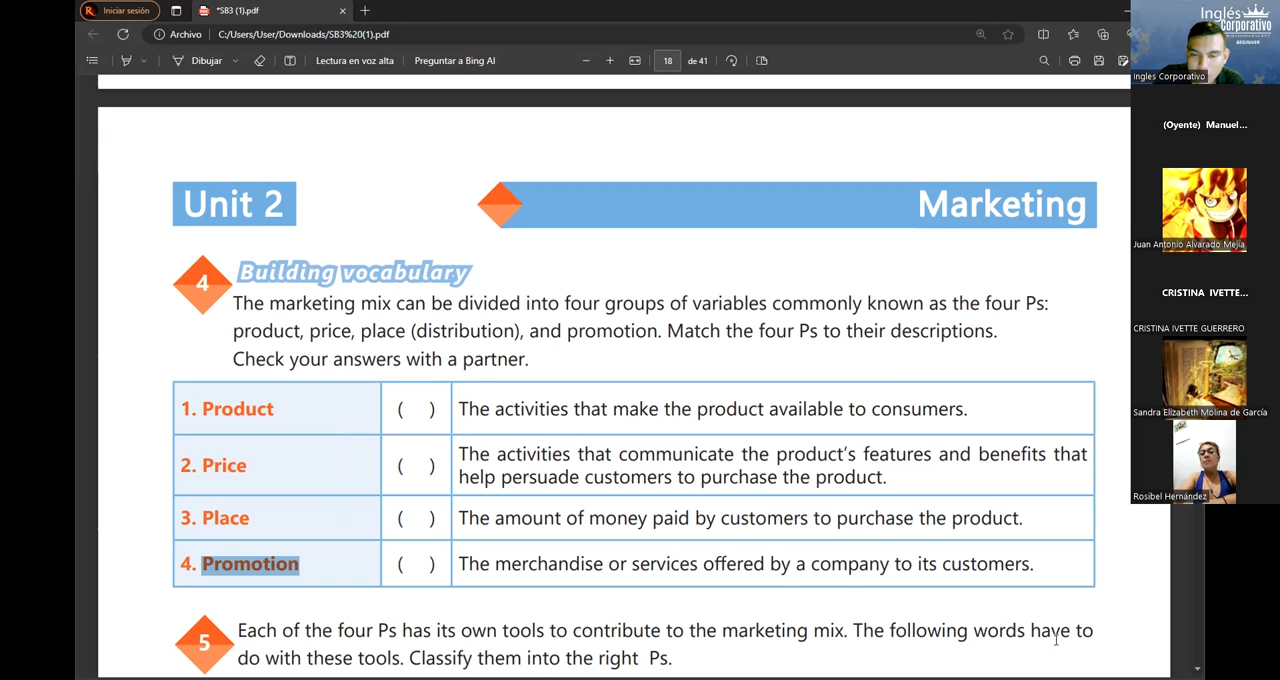 Iniciar sesión
*SB3 (1).pdf
Archivo
C:/Users/User/Downloads/SB3%20(1).pdf
Dibujar
Lectura en voz alta
Preguntar a Bing AI
18
de 41
Unit 2
Marketing
4
Building vocabulary
The marketing mix can be divided into four groups of variables commonly known as the four Ps:
product, price, place (distribution), and promotion. Match the four Ps to their descriptions.
Check your answers with a partner.
1. Product ( ) The activities that make the product available to consumers.
2. Price ( ) The activities that communicate the product's features and benefits that
help persuade customers to purchase the product.
3. Place ( ) The amount of money paid by customers to purchase the product.
4. Promotion ( ) The merchandise or services offered by a company to its customers.
5
Each of the four Ps has its own tools to contribute to the marketing mix. The following words have to
do with these tools. Classify them into the right Ps.
Inglés
Corporativo
BEGINNER
Ingles Corporativo
(Oyente) Manuel...
Juan Antonio Alvarado Mejía
CRISTINA IVETTE...
CRISTINA IVETTE GUERRERO
Sandra Elizabeth Molina de García
Rosibel Hernández